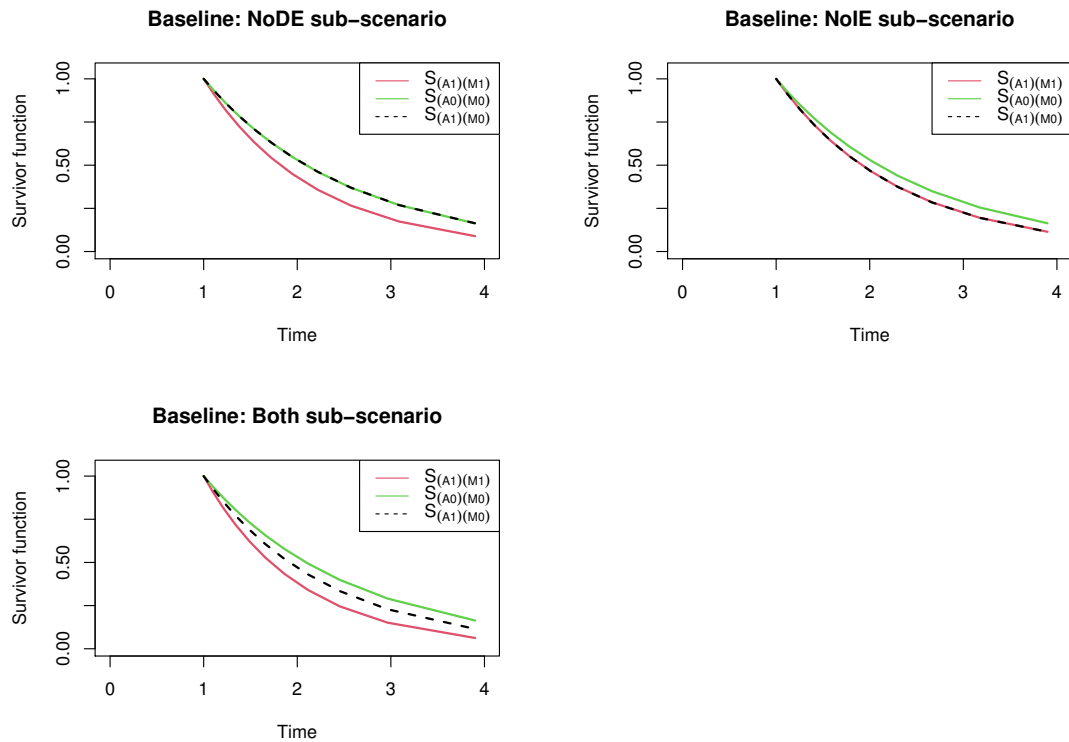 Baseline: NoDE sub−scenario
S(A1)(M1)
S(A0)(M0)
S(A1)(M0)
Survivor function
0.00 0.50 1.00
0 1 2 3 4
Time
Baseline: NoIE sub−scenario
S(A1)(M1)
S(A0)(M0)
S(A1)(M0)
Survivor function
0.00 0.50 1.00
0 1 2 3 4
Time
Baseline: Both sub−scenario
S(A1)(M1)
S(A0)(M0)
S(A1)(M0)
Survivor function
0.00 0.50 1.00
0 1 2 3 4
Time